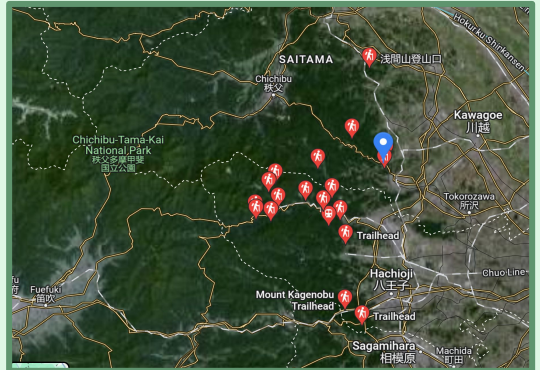 Hokuriku Shinkansen
SAITAMA
浅間山登山口
Chichibu
秩父
Kawagoe
川越
Chichibu-Tama-Kai
National Park
秩父多摩甲斐
国立公園
Tokorozawa
所沢
Trailhead
Hachioji
八王子
Chuo Line
fu
府
Fuefuki
笛吹
Mount Kagenobu
Trailhead
Trailhead
Sagamihara
相模原
Machida
町田